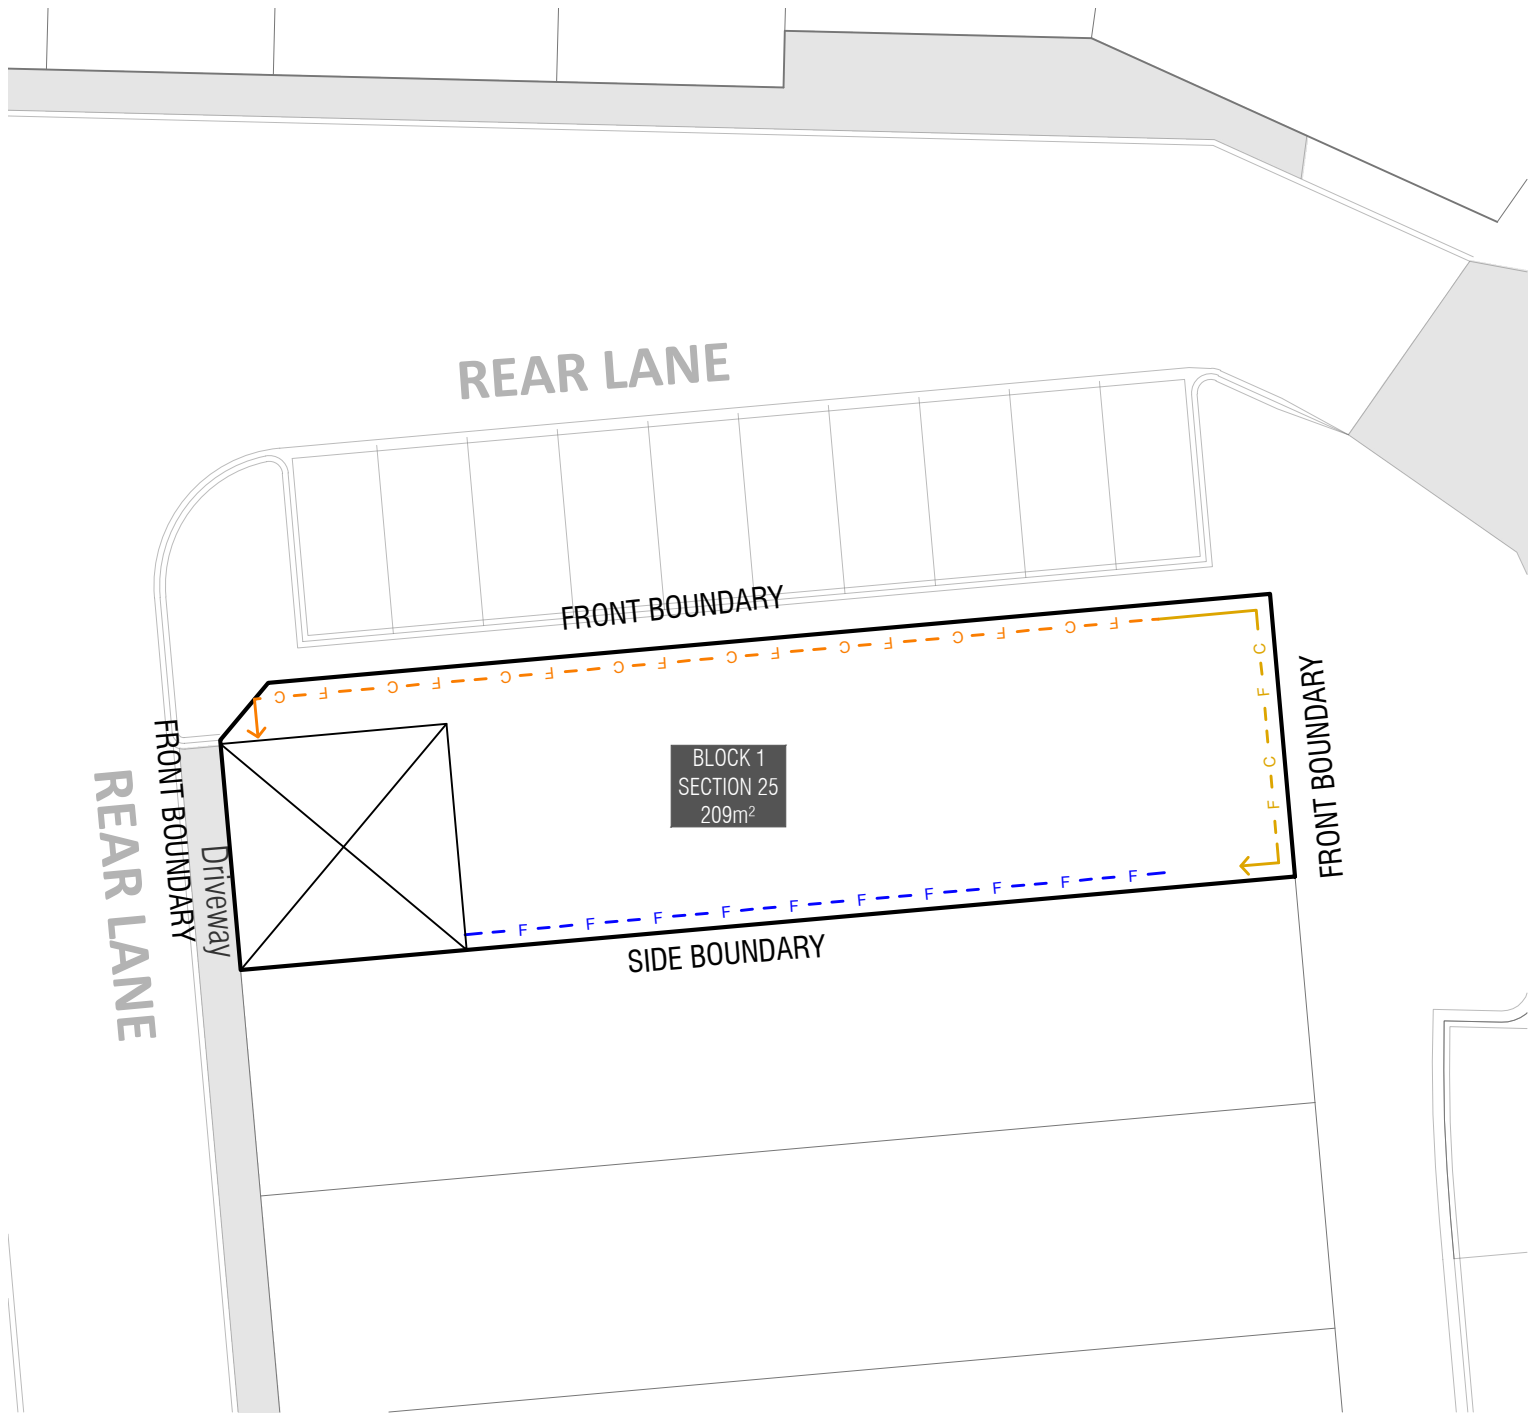 REAR LANE
FRONT BOUNDARY
C F C F C F C F C F C F C F C F
FRONT BOUNDARY
REAR LANE
Driveway
BLOCK 1
SECTION 25
209m²
C F C F
FRONT BOUNDARY
F F F F F F F F F F
SIDE BOUNDARY